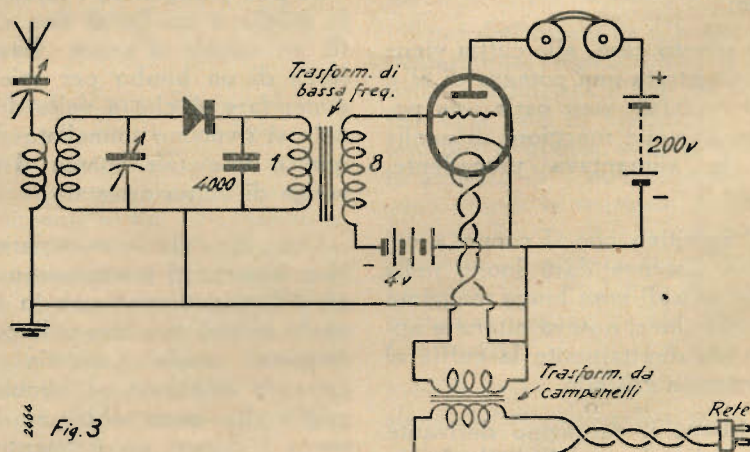 Trasform. di
bassa freq.
4000
1
8
+
200v
-
-
4v
Trasform. da
campanelli
Rete
2464
Fig. 3